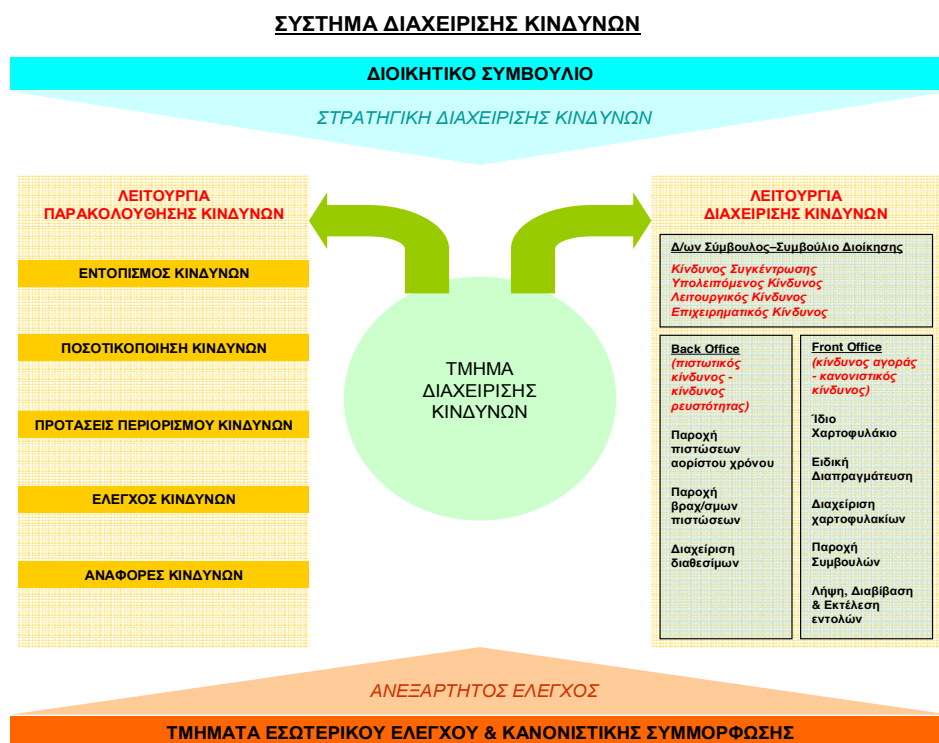 ΣΥΣΤΗΜΑ ΔΙΑΧΕΙΡΙΣΗΣ ΚΙΝΔΥΝΩΝ
ΔΙΟΙΚΗΤΙΚΟ ΣΥΜΒΟΥΛΙΟ
ΣΤΡΑΤΗΓΙΚΗ ΔΙΑΧΕΙΡΙΣΗΣ ΚΙΝΔΥΝΩΝ
ΛΕΙΤΟΥΡΓΙΑ
ΠΑΡΑΚΟΛΟΥΘΗΣΗΣ ΚΙΝΔΥΝΩΝ
ΕΝΤΟΠΙΣΜΟΣ ΚΙΝΔΥΝΩΝ
ΠΟΣΟΤΙΚΟΠΟΙΗΣΗ ΚΙΝΔΥΝΩΝ
ΠΡΟΤΑΣΕΙΣ ΠΕΡΙΟΡΙΣΜΟΥ ΚΙΝΔΥΝΩΝ
ΕΛΕΓΧΟΣ ΚΙΝΔΥΝΩΝ
ΑΝΑΦΟΡΕΣ ΚΙΝΔΥΝΩΝ
ΤΜΗΜΑ
ΔΙΑΧΕΙΡΙΣΗΣ
ΚΙΝΔΥΝΩΝ
ΛΕΙΤΟΥΡΓΙΑ
ΔΙΑΧΕΙΡΙΣΗΣ ΚΙΝΔΥΝΩΝ
Δ/ων Σύμβουλος–Συμβούλιο Διοίκησης
Κίνδυνος Συγκέντρωσης
Υπολειπόμενος Κίνδυνος
Λειτουργικός Κίνδυνος
Επιχειρηματικός Κίνδυνος
Back Office
(πιστωτικός
κίνδυνος -
κίνδυνος
ρευστότητας)
Παροχή
πιστώσεων
αορίστου χρόνου
Παροχή
βραχ/σμων
πιστώσεων
Διαχείριση
διαθεσίμων
Front Office
(κίνδυνος αγοράς
- κανονιστικός
κίνδυνος)
Ίδιο
Χαρτοφυλάκιο
Ειδική
Διαπραγμάτευση
Διαχείριση
χαρτοφυλακίων
Παροχή
Συμβουλών
Λήψη, Διαβίβαση
& Εκτέλεση
εντολών
ΑΝΕΞΑΡΤΗΤΟΣ ΕΛΕΓΧΟΣ
ΤΜΗΜΑΤΑ ΕΣΩΤΕΡΙΚΟΥ ΕΛΕΓΧΟΥ & ΚΑΝΟΝΙΣΤΙΚΗΣ ΣΥΜΜΟΡΦΩΣΗΣ